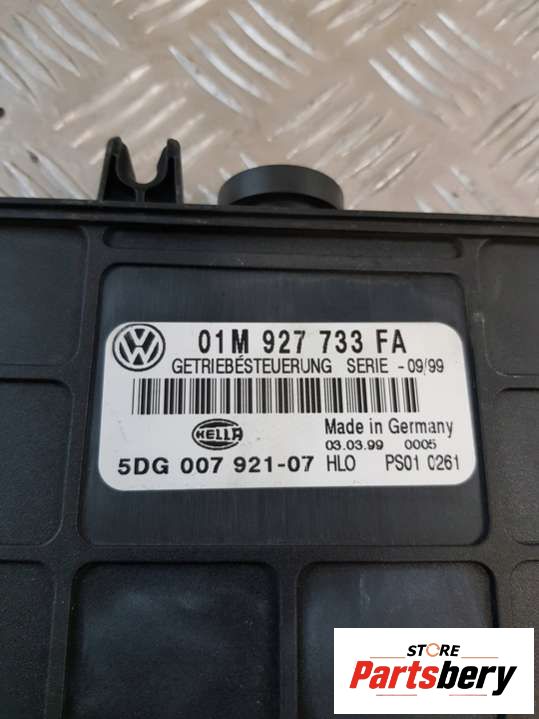 01M 927 733 FA
GETRIEBÉSTEUERUNG SERIE - 09/99
HELLA
Made in Germany
03.03.99 0005
5DG 007 921-07 HLO PS01 0261
STORE
Partsbery